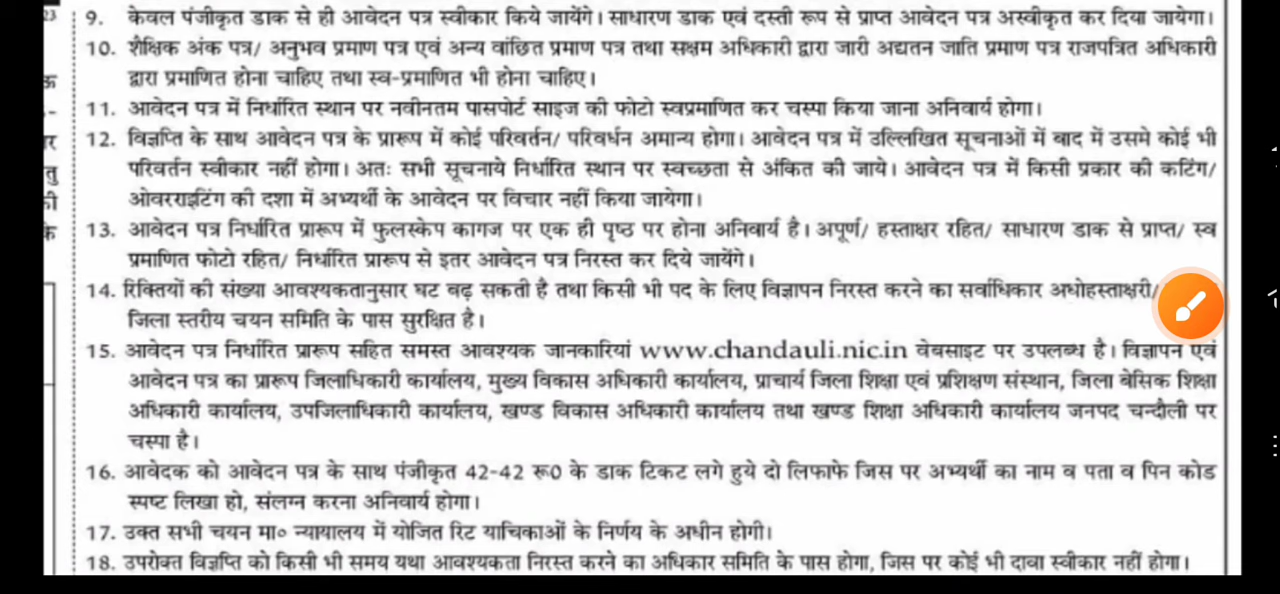 23
9. केवल पंजीकृत डाक से ही आवेदन पत्र स्वीकार किये जायेंगे। साधारण डाक एवं दस्ती रूप से प्राप्त आवेदन पत्र अस्वीकृत कर दिया जायेगा।
10. शैक्षिक अंक पत्र/ अनुभव प्रमाण पत्र एवं अन्य वांछित प्रमाण पत्र तथा सक्षम अधिकारी द्वारा जारी अद्यतन जाति प्रमाण पत्र राजपत्रित अधिकारी
द्वारा प्रमाणित होना चाहिए तथा स्व-प्रमाणित भी होना चाहिए।
11. आवेदन पत्र में निर्धारित स्थान पर नवीनतम पासपोर्ट साइज की फोटो स्वप्रमाणित कर चस्पा किया जाना अनिवार्य होगा।
12. विज्ञप्ति के साथ आवेदन पत्र के प्रारूप में कोई परिवर्तन/ परिवर्धन अमान्य होगा। आवेदन पत्र में उल्लिखित सूचनाओं में बाद में उसमे कोई भी
परिवर्तन स्वीकार नहीं होगा। अतः सभी सूचनाये निर्धारित स्थान पर स्वच्छता से अंकित की जाये। आवेदन पत्र में किसी प्रकार की कटिंग/
ओवरराइटिंग की दशा में अभ्यर्थी के आवेदन पर विचार नहीं किया जायेगा।
13. आवेदन पत्र निर्धारित प्रारूप में फुलस्केप कागज पर एक ही पृष्ठ पर होना अनिवार्य है। अपूर्ण/ हस्ताक्षर रहित/ साधारण डाक से प्राप्त/ स्व
प्रमाणित फोटो रहित/ निर्धारित प्रारूप से इतर आवेदन पत्र निरस्त कर दिये जायेंगे।
14. रिक्तियों की संख्या आवश्यकतानुसार घट बढ़ सकती है तथा किसी भी पद के लिए विज्ञापन निरस्त करने का सर्वाधिकार अधोहस्ताक्षरी/
जिला स्तरीय चयन समिति के पास सुरक्षित है।
15. आवेदन पत्र निर्धारित प्रारूप सहित समस्त आवश्यक जानकारियां www.chandauli.nic.in वेबसाइट पर उपलब्ध है। विज्ञापन एवं
आवेदन पत्र का प्रारूप जिलाधिकारी कार्यालय, मुख्य विकास अधिकारी कार्यालय, प्राचार्य जिला शिक्षा एवं प्रशिक्षण संस्थान, जिला बेसिक शिक्षा
अधिकारी कार्यालय, उपजिलाधिकारी कार्यालय, खण्ड विकास अधिकारी कार्यालय तथा खण्ड शिक्षा अधिकारी कार्यालय जनपद चन्दौली पर
चस्पा है।
16. आवेदक को आवेदन पत्र के साथ पंजीकृत 42-42 रू0 के डाक टिकट लगे हुये दो लिफाफे जिस पर अभ्यर्थी का नाम व पता व पिन कोड
स्पष्ट लिखा हो, संलग्न करना अनिवार्य होगा।
17. उक्त सभी चयन मा० न्यायालय में योजित रिट याचिकाओं के निर्णय के अधीन होगी।
18. उपरोक्त विज्ञप्ति को किसी भी समय यथा आवश्यकता निरस्त करने का अधिकार समिति के पास होगा, जिस पर कोई भी दावा स्वीकार नहीं होगा।